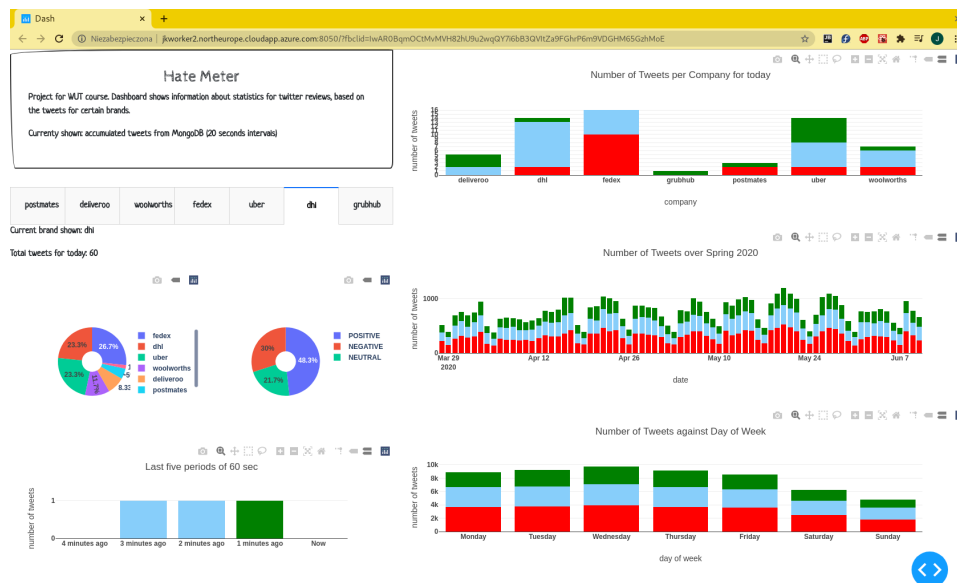 Dash
Niezabezpieczona | jkworker2.northeurope.cloudapp.azure.com:8050/?fbclid=IwAR0BqmOCtMvMVH82hU9u2wqQY7i6bB3QVItZa9FGhrP6m9VDGHM65GzhMoE
Hate Meter
Project for WUT course. Dashboard shows information about statistics for twitter reviews, based on
the tweets for certain brands.
Currenty shown: accumulated tweets from MongoDB (20 seconds intervals)
postmates deliveroo woolworths fedex uber dhl grubhub
Current brand shown: dhl
Total tweets for today: 60
26.7%
23.3%
23.3%
11.7%
8.33
fedex
dhl
uber
woolworths
deliveroo
postmates
48.3%
30%
21.7%
POSITIVE
NEGATIVE
NEUTRAL
Last five periods of 60 sec
number of tweets
1
0
4 minutes ago 3 minutes ago 2 minutes ago 1 minutes ago Now
Number of Tweets per Company for today
number of tweets
16
0
deliveroo dhl fedex grubhub postmates uber woolworths
company
Number of Tweets over Spring 2020
number of tweets
1000
0
Mar 29 Apr 12 Apr 26 May 10 May 24 Jun 7
2020
date
Number of Tweets against Day of Week
number of tweets
10k
8k
6k
4k
2k
0
Monday Tuesday Wednesday Thursday Friday Saturday Sunday
day of week